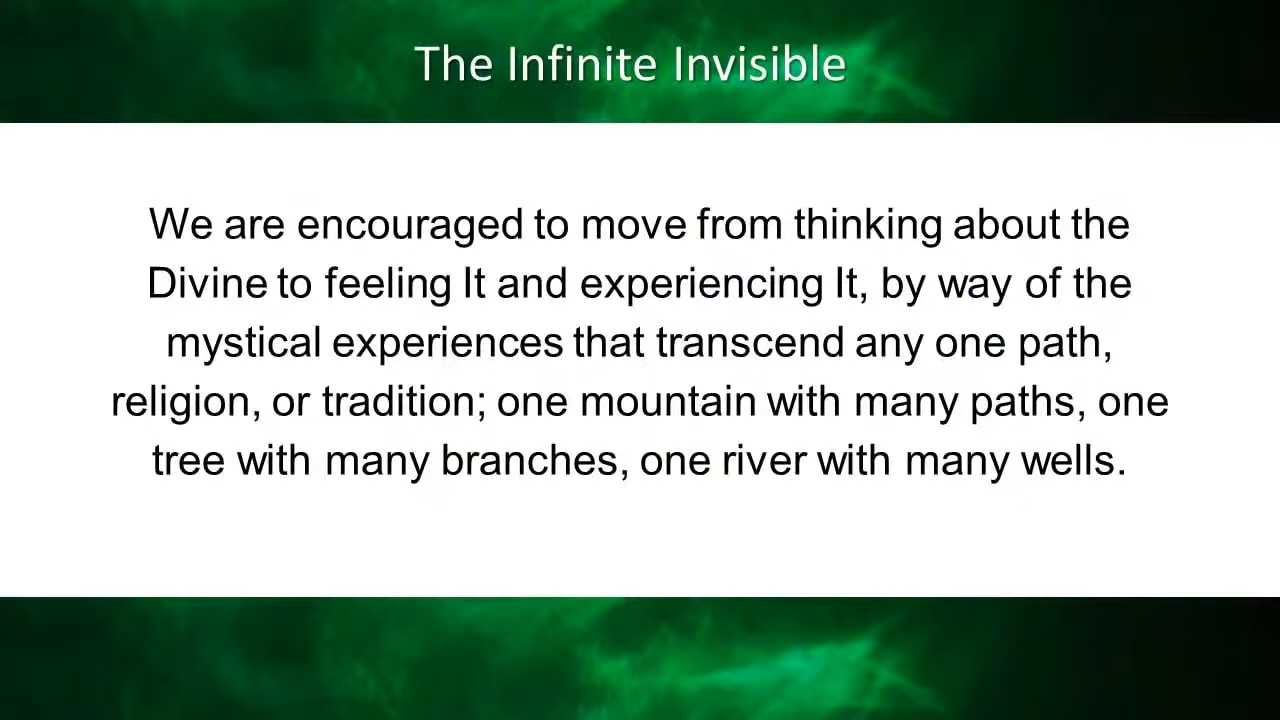 The Infinite Invisible
We are encouraged to move from thinking about the
Divine to feeling It and experiencing It, by way of the
mystical experiences that transcend any one path,
religion, or tradition; one mountain with many paths, one
tree with many branches, one river with many wells.